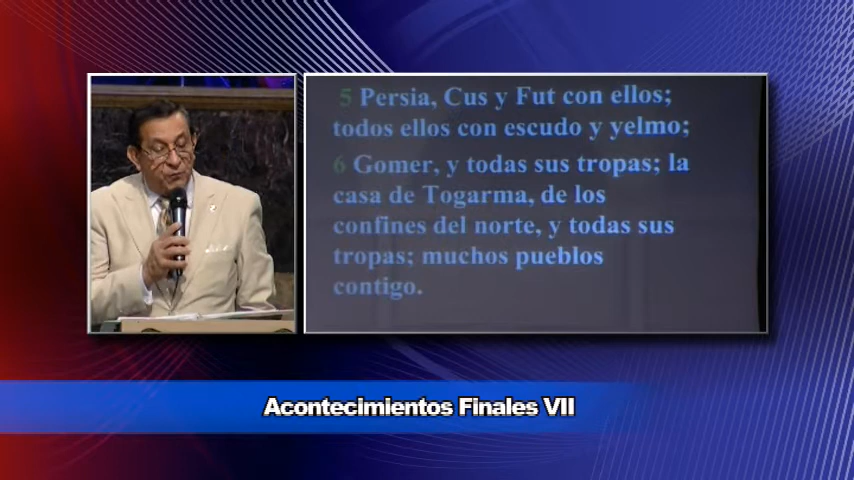 5 Persia, Cus y Fut con ellos;
todos ellos con escudo y yelmo;
6 Gomer, y todas sus tropas; la
casa de Togarma, de los
confines del norte, y todas sus
tropas; muchos pueblos
contigo.
Acontecimientos Finales VII